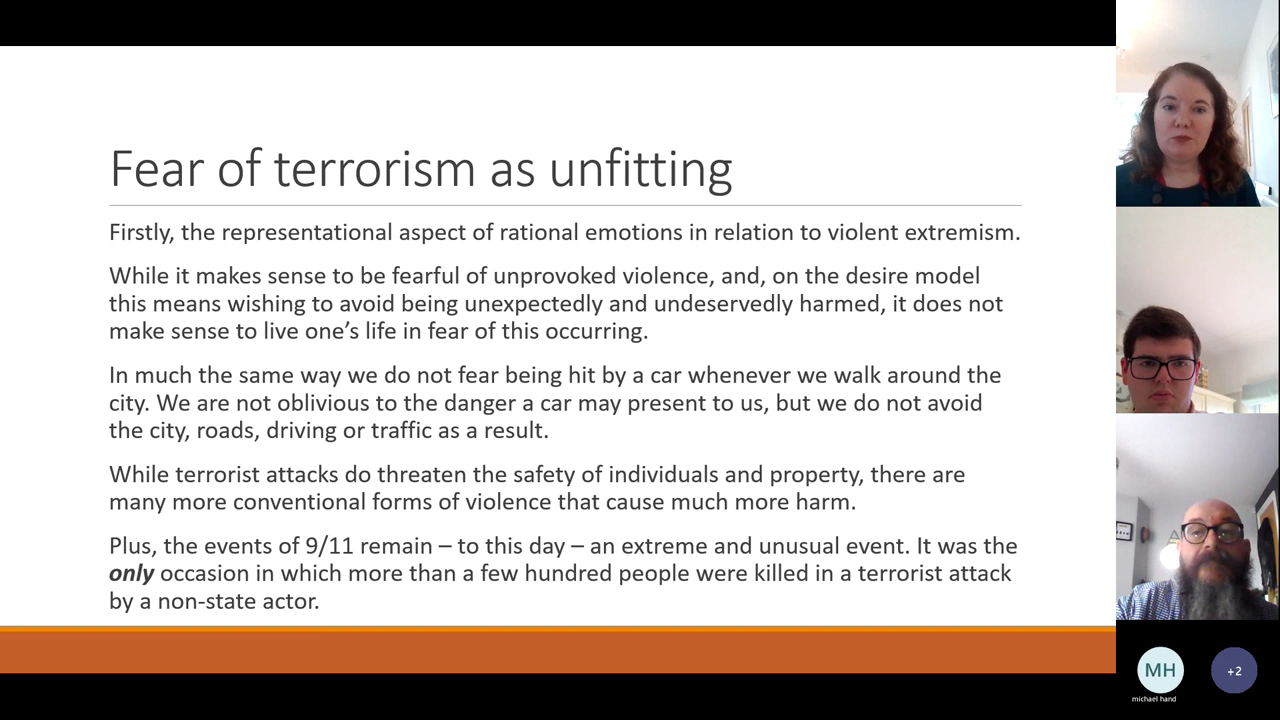 Fear of terrorism as unfitting
Firstly, the representational aspect of rational emotions in relation to violent extremism.
While it makes sense to be fearful of unprovoked violence, and, on the desire model
this means wishing to avoid being unexpectedly and undeservedly harmed, it does not
make sense to live one’s life in fear of this occurring.
In much the same way we do not fear being hit by a car whenever we walk around the
city. We are not oblivious to the danger a car may present to us, but we do not avoid
the city, roads, driving or traffic as a result.
While terrorist attacks do threaten the safety of individuals and property, there are
many more conventional forms of violence that cause much more harm.
Plus, the events of 9/11 remain – to this day – an extreme and unusual event. It was the
only occasion in which more than a few hundred people were killed in a terrorist attack
by a non-state actor.
MH
+2
michael hand